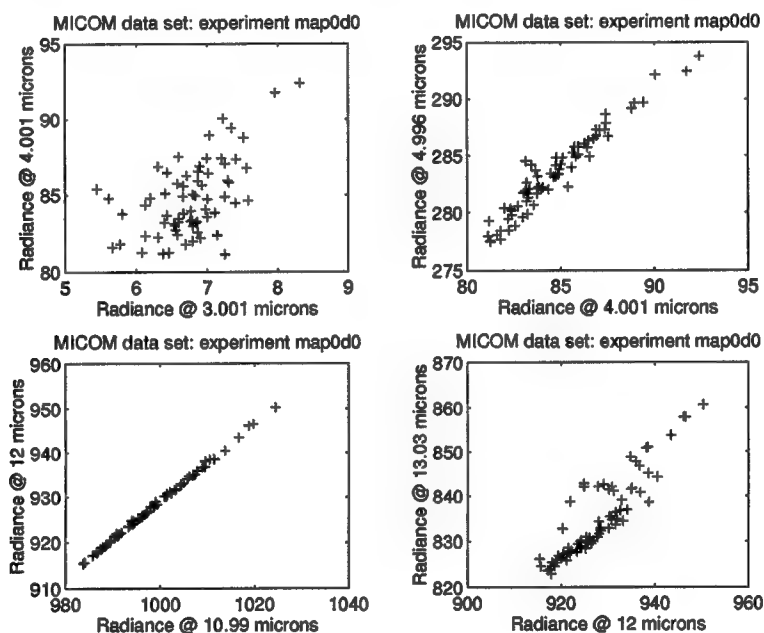 MICOM data set: experiment map0d0
95
90
85
80
Radiance @ 4.001 microns
5 6 7 8 9
Radiance @ 3.001 microns
MICOM data set: experiment map0d0
295
290
285
280
275
Radiance @ 4.996 microns
80 85 90 95
Radiance @ 4.001 microns
MICOM data set: experiment map0d0
960
950
940
930
920
910
Radiance @ 12 microns
980 1000 1020 1040
Radiance @ 10.99 microns
MICOM data set: experiment map0d0
870
860
850
840
830
820
Radiance @ 13.03 microns
900 920 940 960
Radiance @ 12 microns